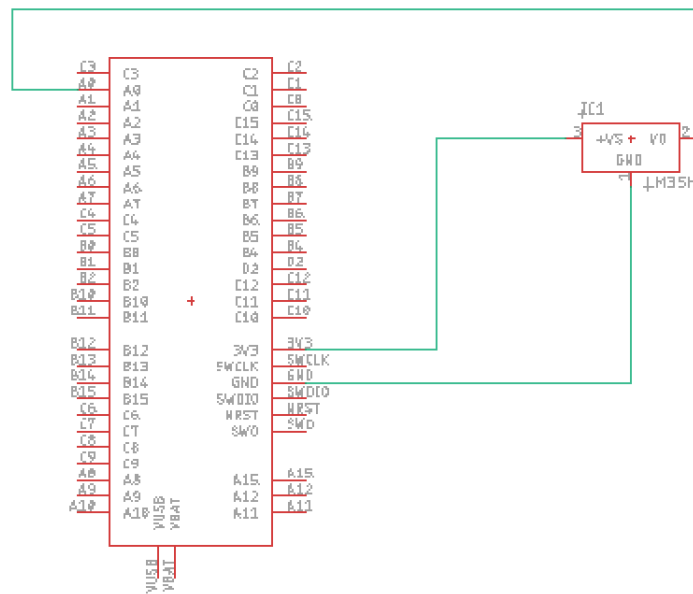 C3 C3 C2 C2
A0 A0 C1 C1
A1 A1 C0 C8
A2 A2 C15 C15
A3 A3 C14 C14
A4 A4 C13 C13
A5 A5 B9 B9
A6 A6 B8 B8
A7 A7 B7 B7
C4 C4 B6 B6
C5 C5 B5 B5
B0 B0 B4 B4
B1 B1 D2 D2
B2 B2 C12 C12
B10 B10 C11 C11
B11 B11 C10 C10
B12 B12 3V3 3V3
B13 B13 SWCLK SWCLK
B14 B14 GND GND
B15 B15 SWDIO SWDIO
C6 C6 NRST NRST
C7 C7 SWO SWO
C8 C8
C9 C9
A8 A8 A15 A15
A9 A9 A12 A12
A10 A10 A11 A11
VUSB VBAT
VUSB VBAT
IC1
3 +VS VO 2
GND
1
LM35H